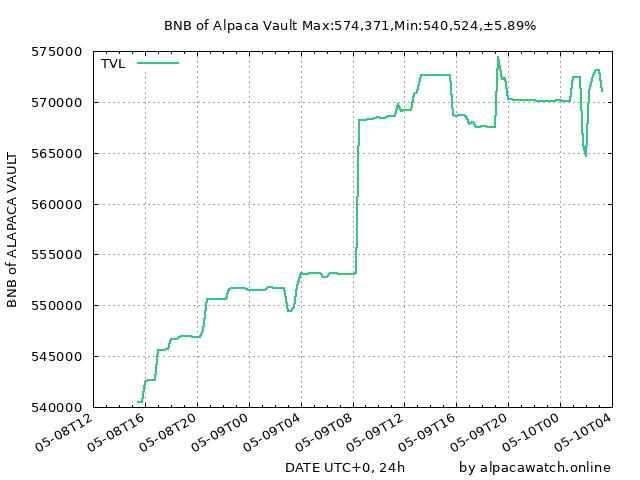 BNB of Alpaca Vault Max:574,371,Min:540,524,±5.89%
TVL
575000
570000
565000
560000
555000
550000
545000
540000
BNB of ALAPACA VAULT
05-08T12
05-08T16
05-08T20
05-09T00
05-09T04
05-09T08
05-09T12
05-09T16
05-09T20
05-10T00
05-10T04
DATE UTC+0, 24h
by alpacawatch.online